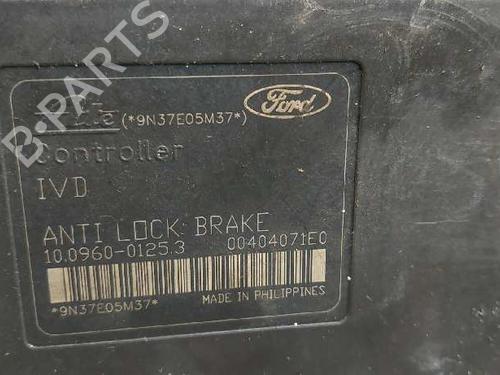 B-PARTS
(*9N37E05M37*) Ford
Controller
IVD
ANTI LOCK BRAKE
10.0960-0125.3 00404071E0
*9N37E05M37* MADE IN PHILIPPINES